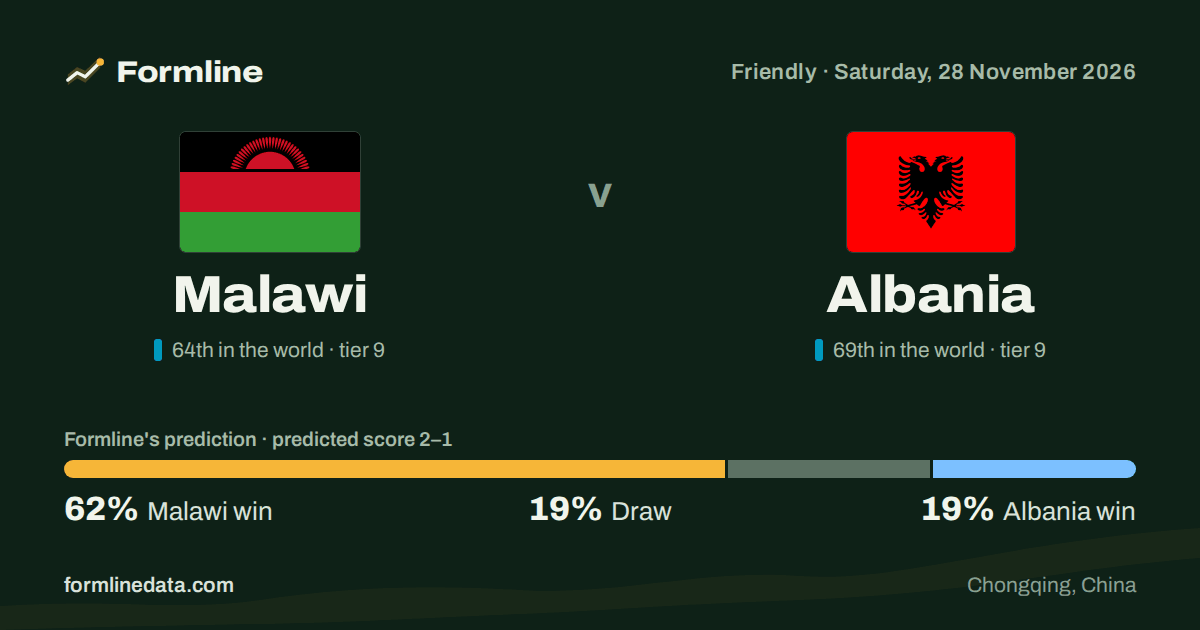 Formline
Friendly · Saturday, 28 November 2026
v
Malawi
Albania
64th in the world · tier 9
69th in the world · tier 9
Formline's prediction · predicted score 2–1
62% Malawi win
19% Draw
19% Albania win
formlinedata.com
Chongqing, China